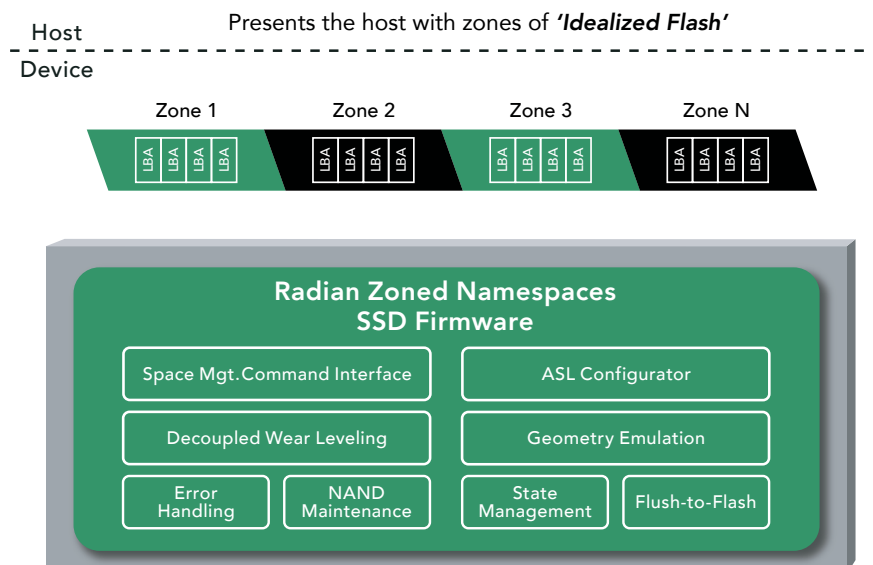 Host
Presents the host with zones of 'Idealized Flash'
Device
Zone 1
Zone 2
Zone 3
Zone N
LBA LBA LBA LBA
LBA LBA LBA LBA
LBA LBA LBA LBA
LBA LBA LBA LBA
Radian Zoned Namespaces
SSD Firmware
Space Mgt.Command Interface
ASL Configurator
Decoupled Wear Leveling
Geometry Emulation
Error
Handling
NAND
Maintenance
State
Management
Flush-to-Flash